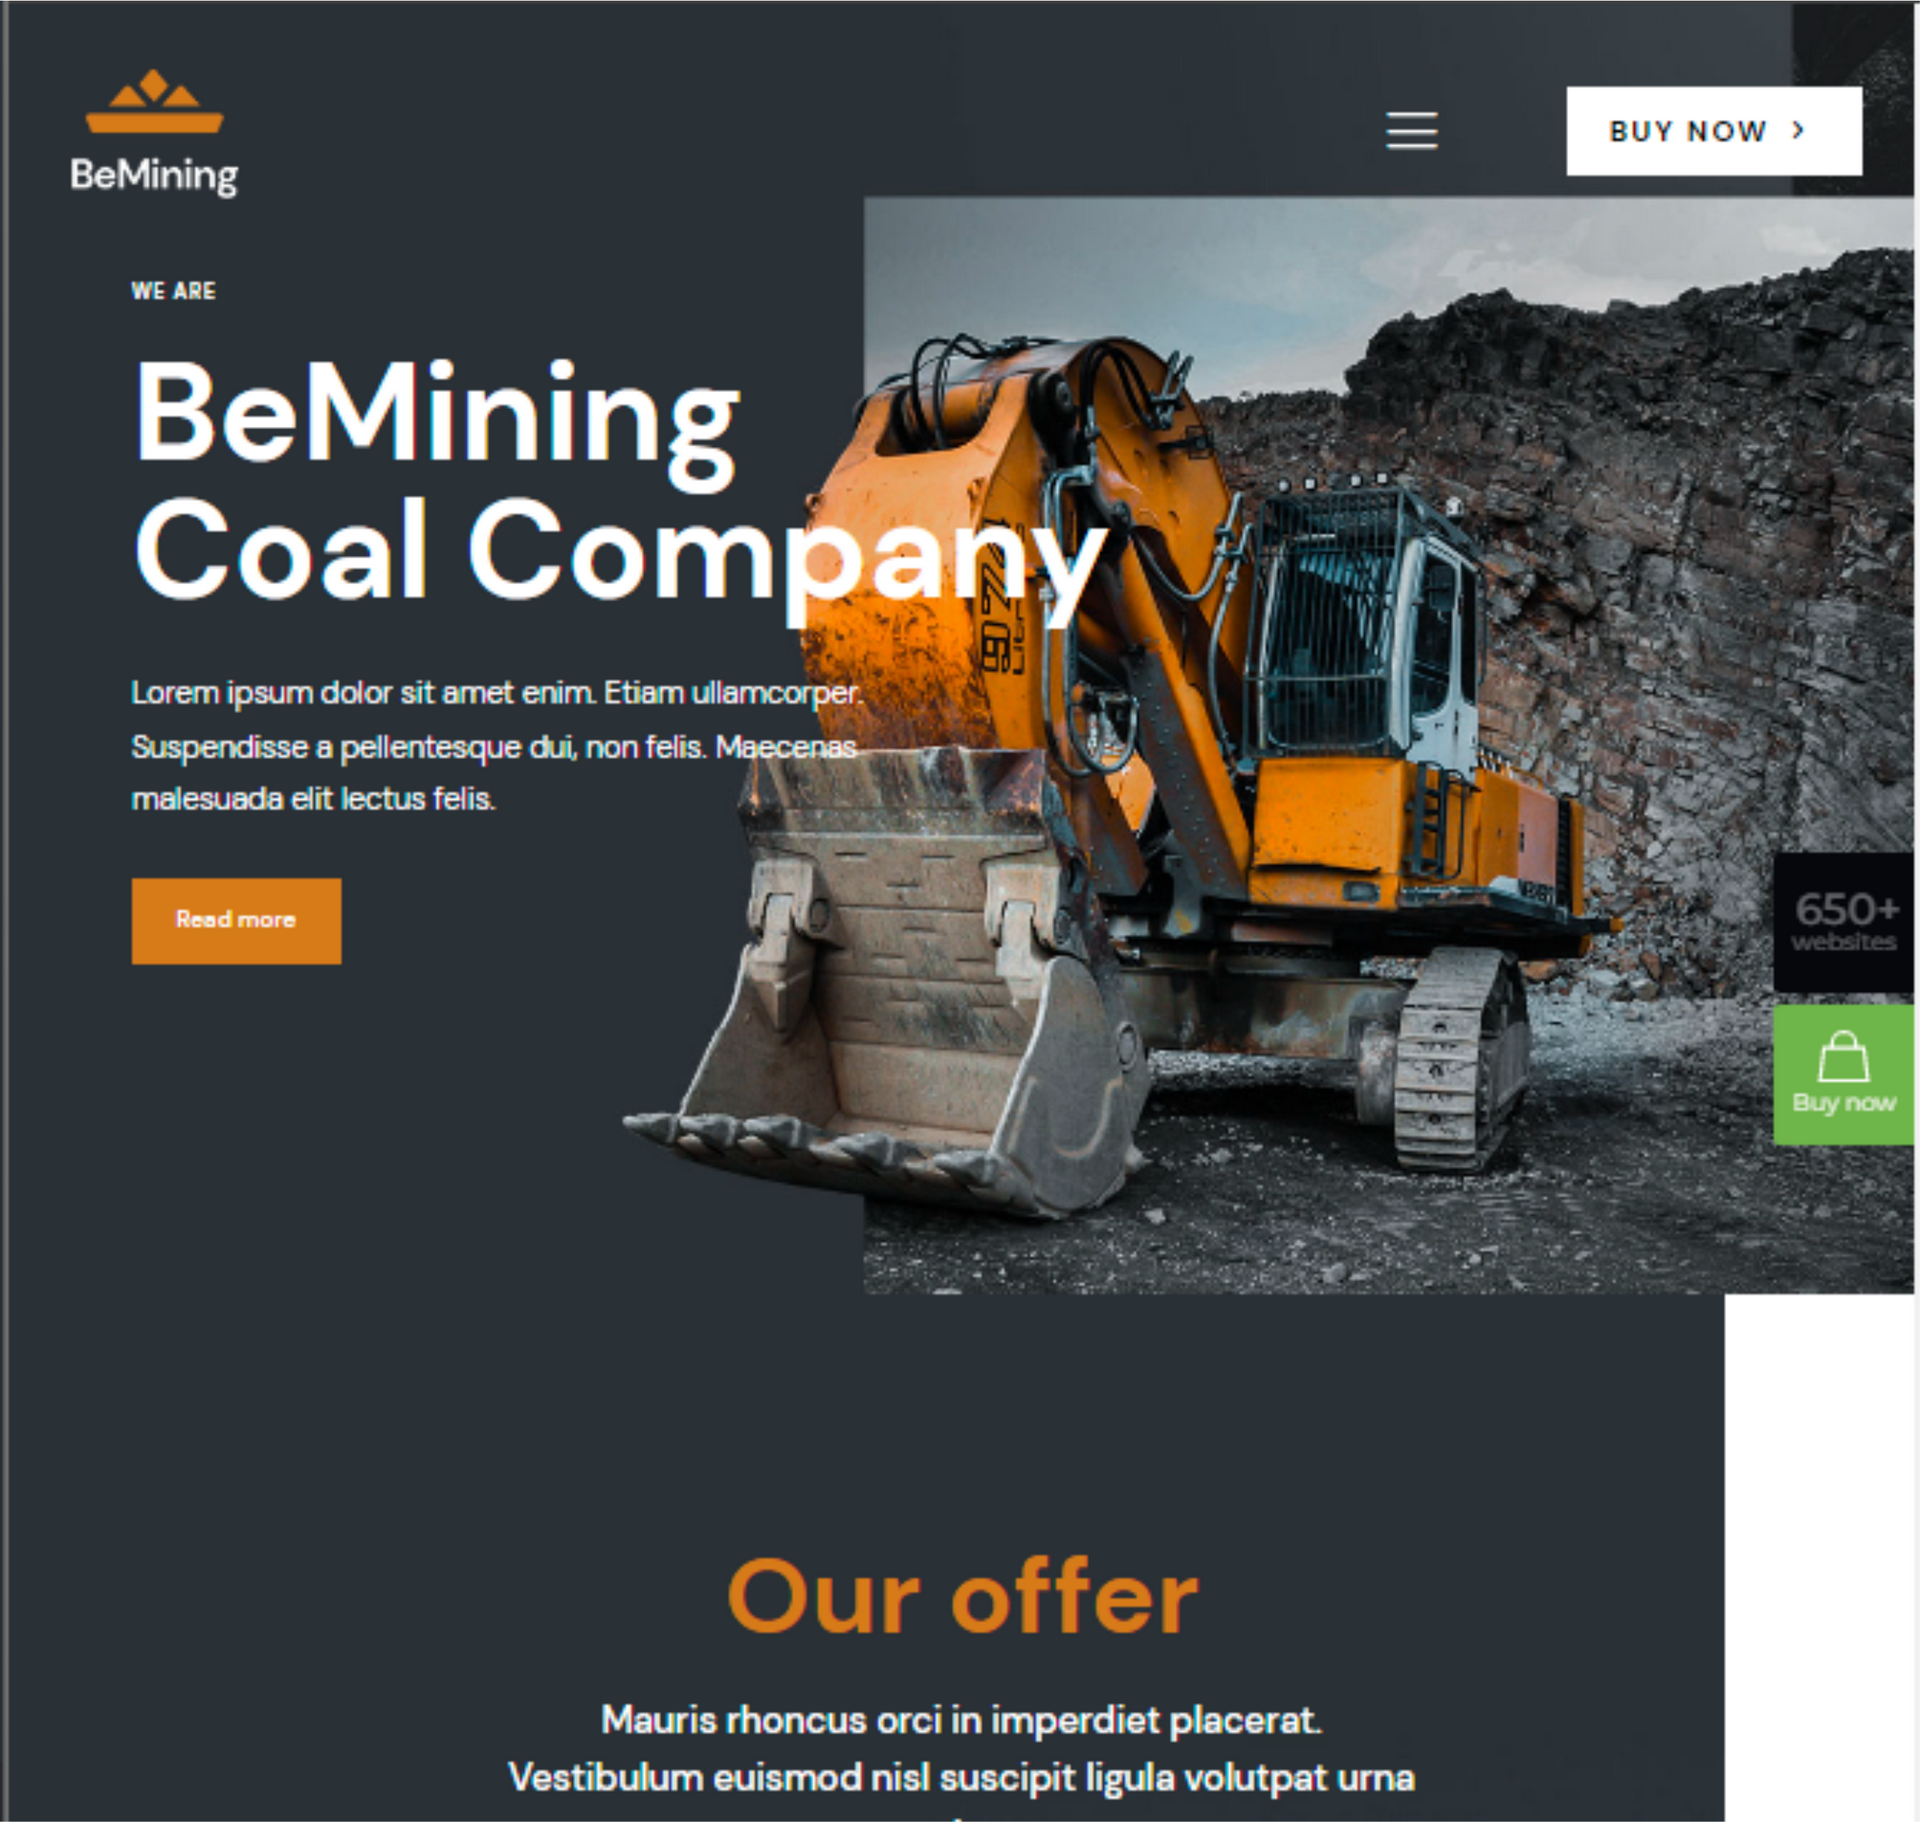 BeMining
BUY NOW
WE ARE
BeMining
Coal Company
Lorem ipsum dolor sit amet enim. Etiam ullamcorper.
Suspendisse a pellentesque dui, non felis. Maecenas
malesuada elit lectus felis.
Read more
974
650+
websites
Buy now
Our offer
Mauris rhoncus orci in imperdiet placerat.
Vestibulum euismod nisl suscipit ligula volutpat urna